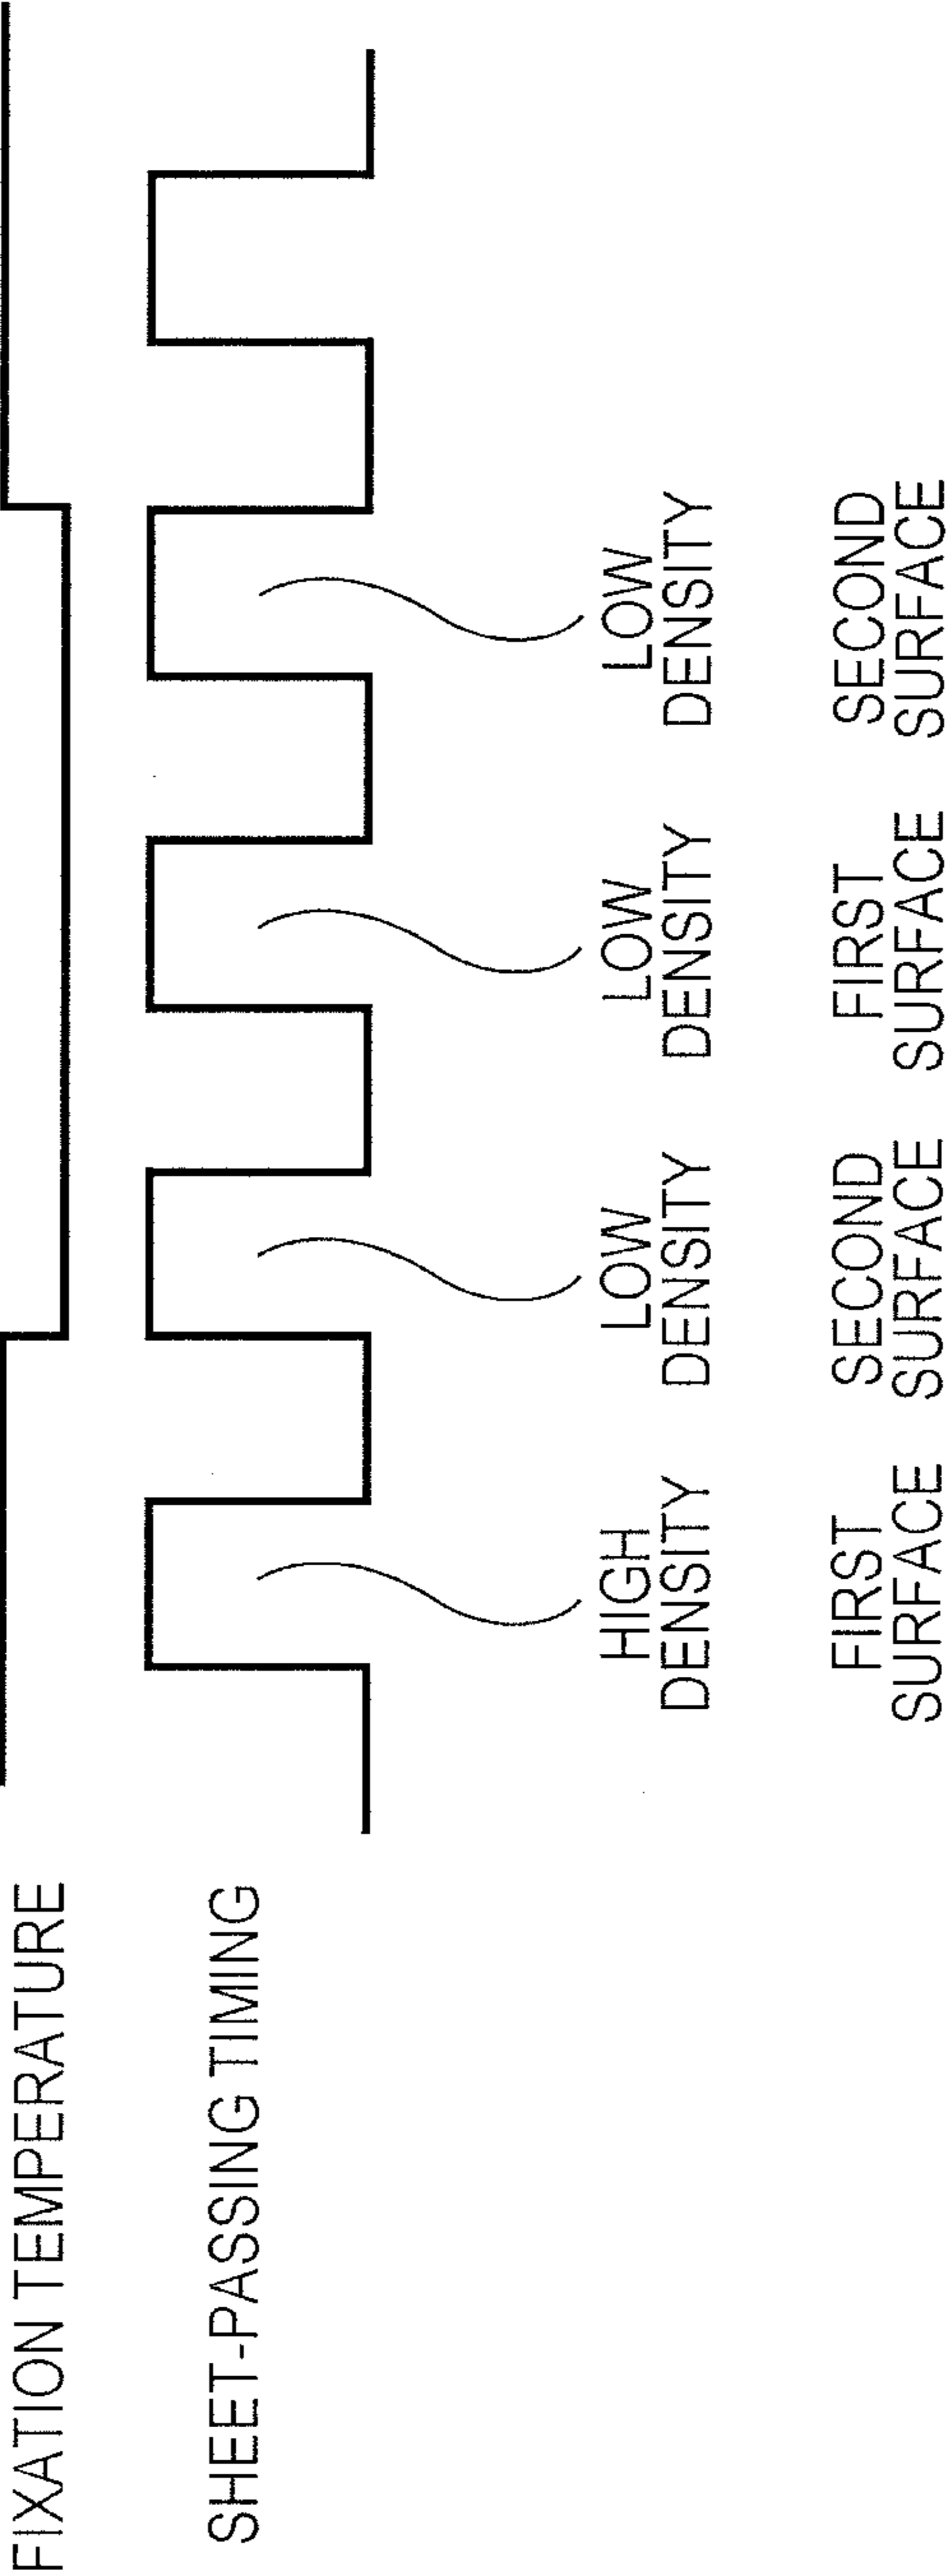 FIXATION TEMPERATURE
SHEET-PASSING TIMING
HIGH
DENSITY
LOW
DENSITY
LOW
DENSITY
LOW
DENSITY
FIRST
SURFACE
SECOND
SURFACE
FIRST
SURFACE
SECOND
SURFACE